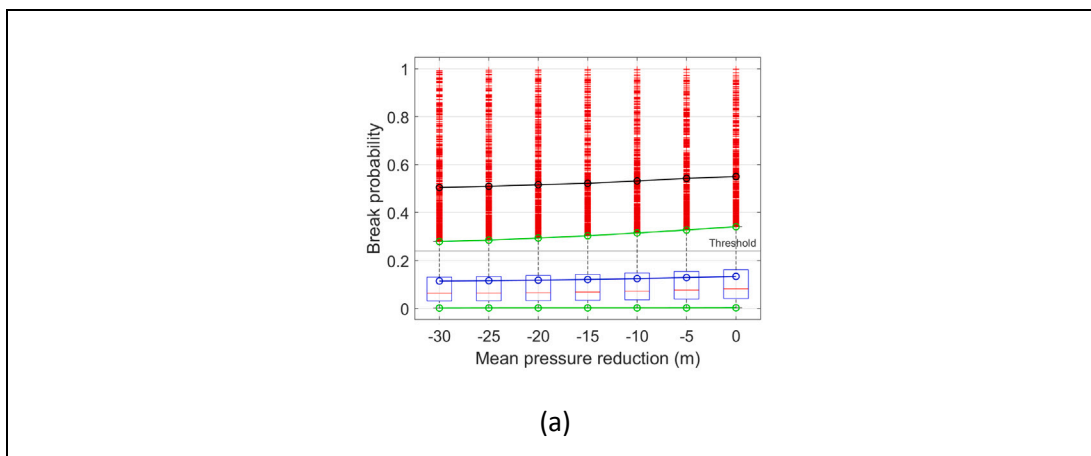 1
0.8
0.6
0.4
0.2
0
Break probability
Threshold
-30 -25 -20 -15 -10 -5 0
Mean pressure reduction (m)
(a)